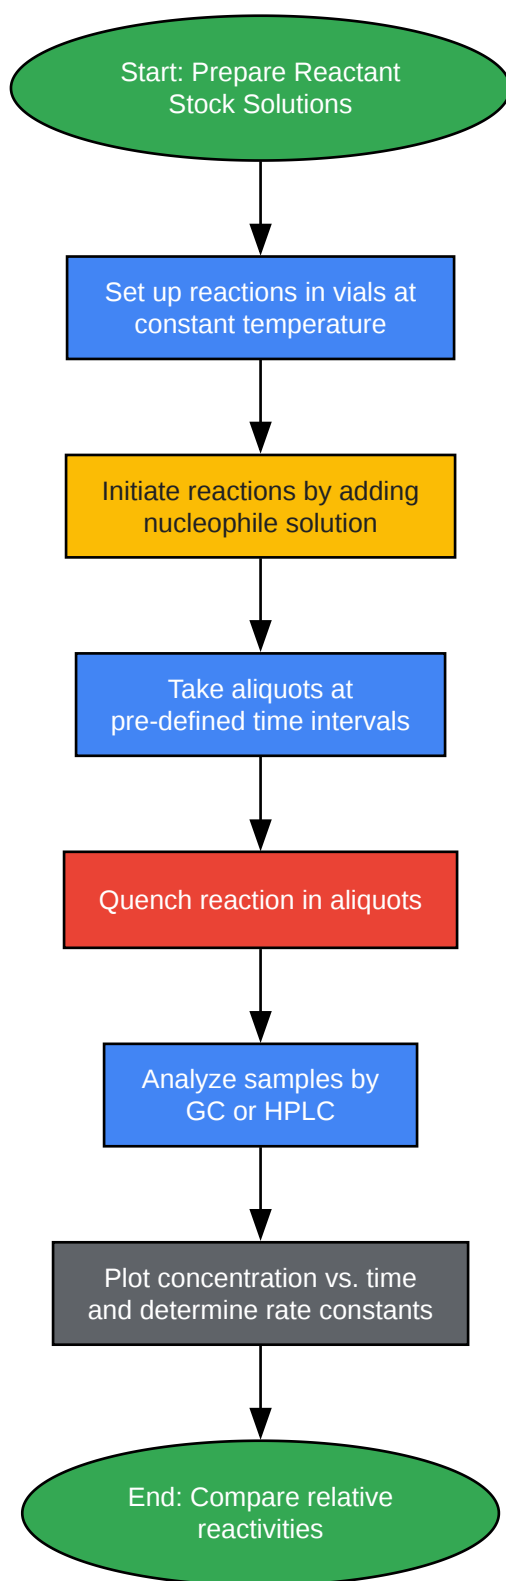 Start: Prepare Reactant
Stock Solutions
Set up reactions in vials at
constant temperature
Initiate reactions by adding
nucleophile solution
Take aliquots at
pre-defined time intervals
Quench reaction in aliquots
Analyze samples by
GC or HPLC
Plot concentration vs. time
and determine rate constants
End: Compare relative
reactivities